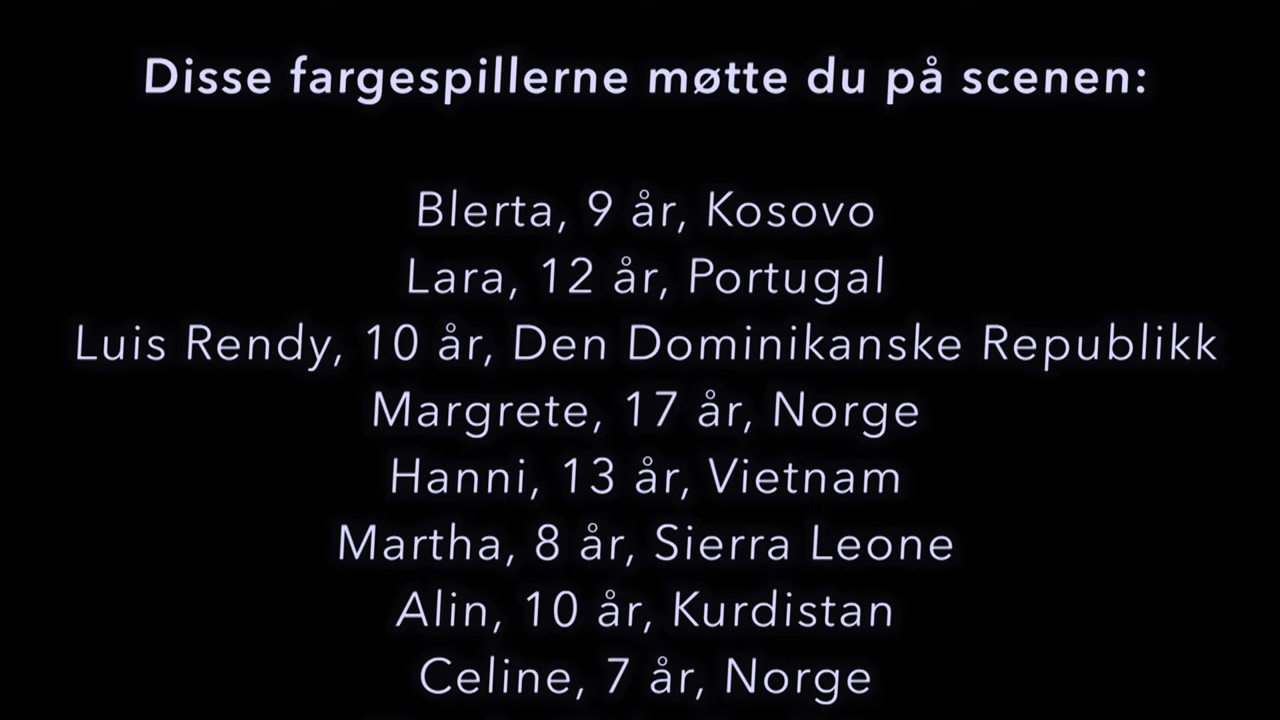 Disse fargespillerne møtte du på scenen:
Blerta, 9 år, Kosovo
Lara, 12 år, Portugal
Luis Rendy, 10 år, Den Dominikanske Republikk
Margrete, 17 år, Norge
Hanni, 13 år, Vietnam
Martha, 8 år, Sierra Leone
Alin, 10 år, Kurdistan
Celine, 7 år, Norge